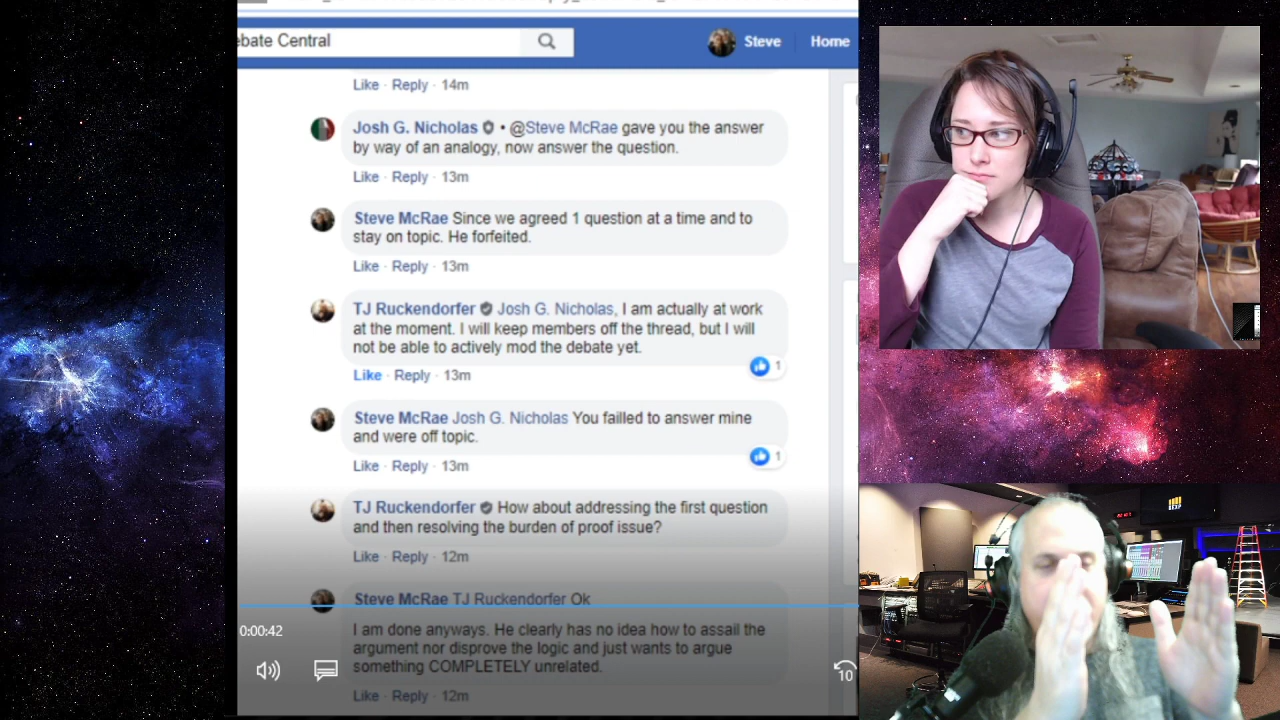 ebate Central
Steve
Home
Like · Reply · 14m
Josh G. Nicholas • @Steve McRae gave you the answer
by way of an analogy, now answer the question.
Like · Reply · 13m
Steve McRae Since we agreed 1 question at a time and to
stay on topic. He forfeited.
Like · Reply · 13m
TJ Ruckendorfer Josh G. Nicholas, I am actually at work
at the moment. I will keep members off the thread, but I will
not be able to actively mod the debate yet.
1
Like · Reply · 13m
Steve McRae Josh G. Nicholas You failled to answer mine
and were off topic.
1
Like · Reply · 13m
TJ Ruckendorfer How about addressing the first question
and then resolving the burden of proof issue?
Like · Reply · 12m
Steve McRae TJ Ruckendorfer Ok
0:00:42
I am done anyways. He clearly has no idea how to assail the
argument nor disprove the logic and just wants to argue
something COMPLETELY unrelated.
10
Like · Reply · 12m